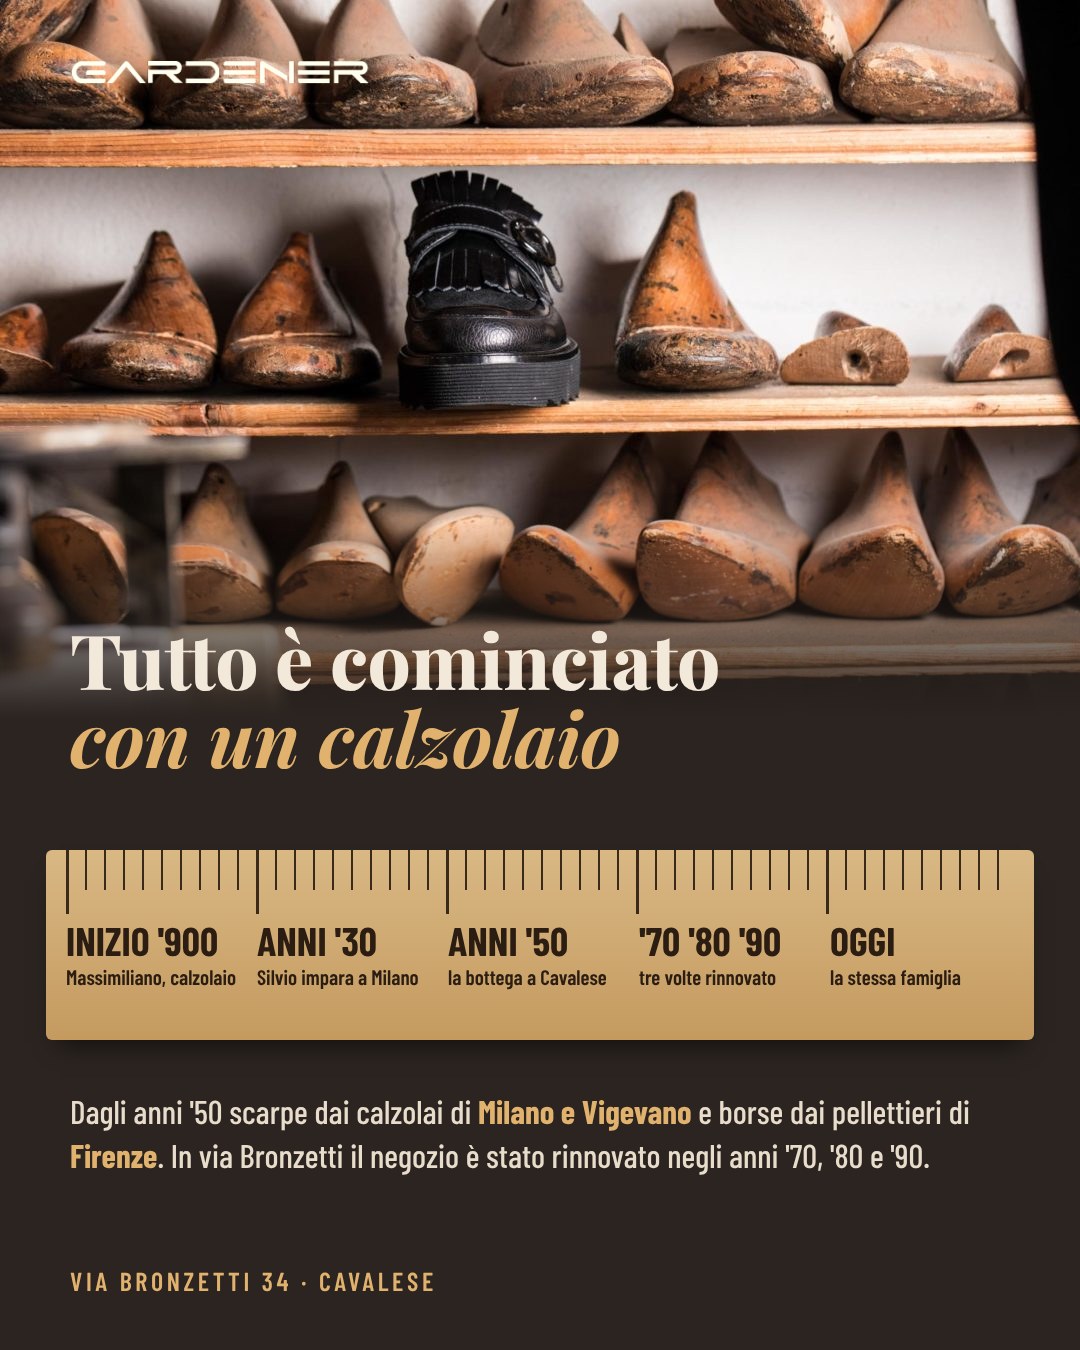 GARDENER
Tutto è cominciato
con un calzolaio
INIZIO '900
Massimiliano, calzolaio
ANNI '30
Silvio impara a Milano
ANNI '50
la bottega a Cavalese
'70 '80 '90
tre volte rinnovato
OGGI
la stessa famiglia
Dagli anni '50 scarpe dai calzolai di Milano e Vigevano e borse dai pellettieri di
Firenze. In via Bronzetti il negozio è stato rinnovato negli anni '70, '80 e '90.
VIA BRONZETTI 34 · CAVALESE